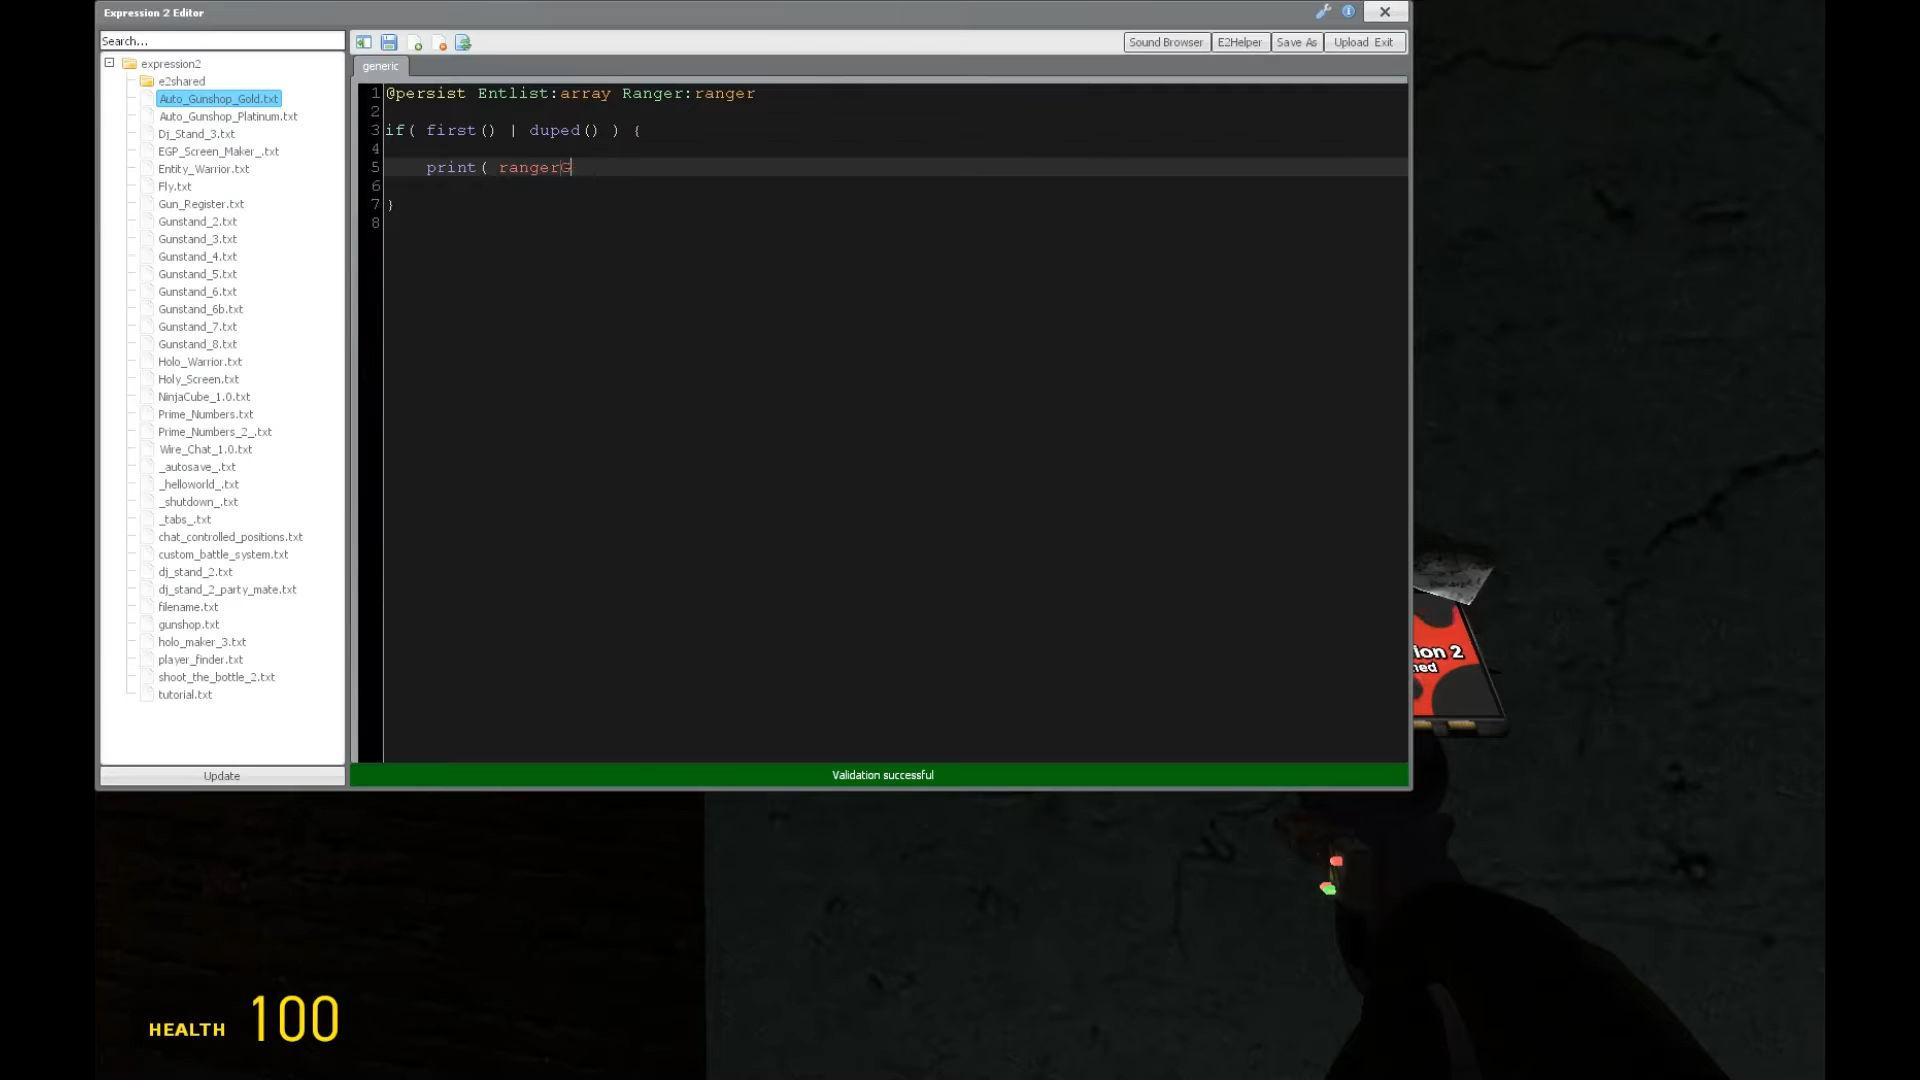 Expression 2 Editor
Search...
expression2
e2shared
Auto_Gunshop_Gold.txt
Auto_Gunshop_Platinum.txt
Dj_Stand_3.txt
EGP_Screen_Maker_.txt
Entity_Warrior.txt
Fly.txt
Gun_Register.txt
Gunstand_2.txt
Gunstand_3.txt
Gunstand_4.txt
Gunstand_5.txt
Gunstand_6.txt
Gunstand_6b.txt
Gunstand_7.txt
Gunstand_8.txt
Holo_Warrior.txt
Holy_Screen.txt
NinjaCube_1.0.txt
Prime_Numbers.txt
Prime_Numbers_2_.txt
Wire_Chat_1.0.txt
_autosave_.txt
_helloworld_.txt
_shutdown_.txt
_tabs_.txt
chat_controlled_positions.txt
custom_battle_system.txt
dj_stand_2.txt
dj_stand_2_party_mate.txt
filename.txt
gunshop.txt
holo_maker_3.txt
player_finder.txt
shoot_the_bottle_2.txt
tutorial.txt
Update
Sound Browser E2Helper Save As Upload Exit
generic
1 @persist Entlist:array Ranger:ranger
2
3 if( first() | duped() ) {
4
5 print( rangerG
6
7 }
8
Validation successful
ion 2
ned
HEALTH 100